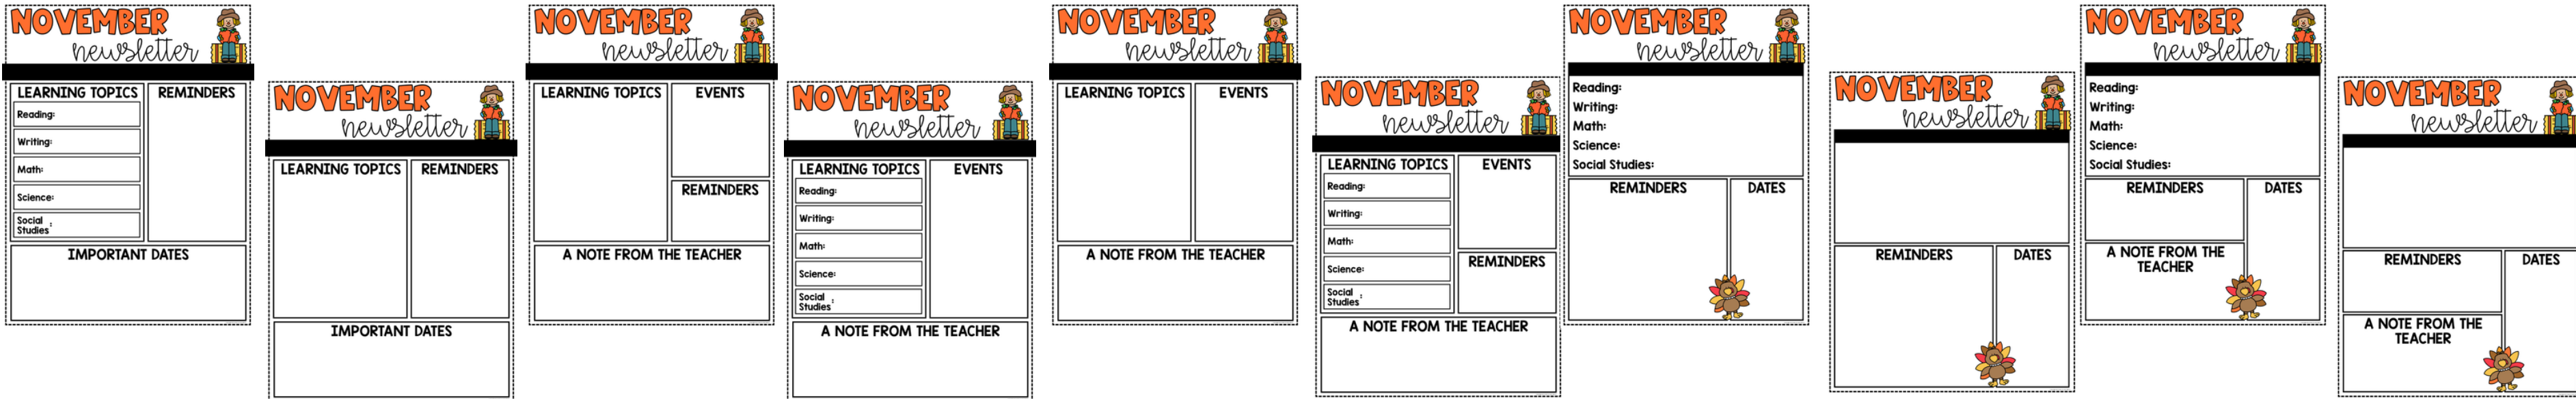 NOVEMBER
newsletter
LEARNING TOPICS
Reading:
Writing:
Math:
Science:
Social
Studies :
REMINDERS
IMPORTANT DATES
NOVEMBER
newsletter
LEARNING TOPICS
REMINDERS
IMPORTANT DATES
NOVEMBER
newsletter
LEARNING TOPICS
EVENTS
REMINDERS
A NOTE FROM THE TEACHER
NOVEMBER
newsletter
LEARNING TOPICS
Reading:
Writing:
Math:
Science:
Social
Studies :
EVENTS
A NOTE FROM THE TEACHER
NOVEMBER
newsletter
LEARNING TOPICS
EVENTS
A NOTE FROM THE TEACHER
NOVEMBER
newsletter
LEARNING TOPICS
Reading:
Writing:
Math:
Science:
Social
Studies :
EVENTS
REMINDERS
A NOTE FROM THE TEACHER
NOVEMBER
newsletter
Reading:
Writing:
Math:
Science:
Social Studies:
REMINDERS
DATES
NOVEMBER
newsletter
REMINDERS
DATES
NOVEMBER
newsletter
Reading:
Writing:
Math:
Science:
Social Studies:
REMINDERS
DATES
A NOTE FROM THE
TEACHER
NOVEMBER
newsletter
REMINDERS
DATES
A NOTE FROM THE
TEACHER